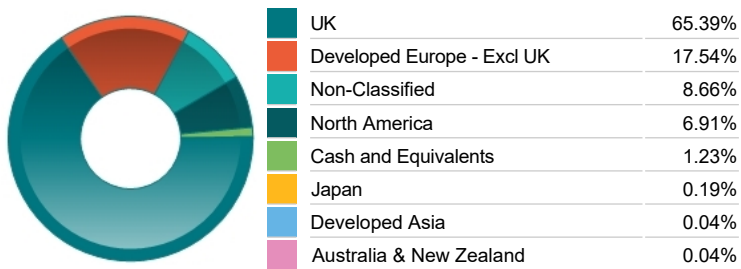 UK 65.39%
Developed Europe - Excl UK 17.54%
Non-Classified 8.66%
North America 6.91%
Cash and Equivalents 1.23%
Japan 0.19%
Developed Asia 0.04%
Australia & New Zealand 0.04%